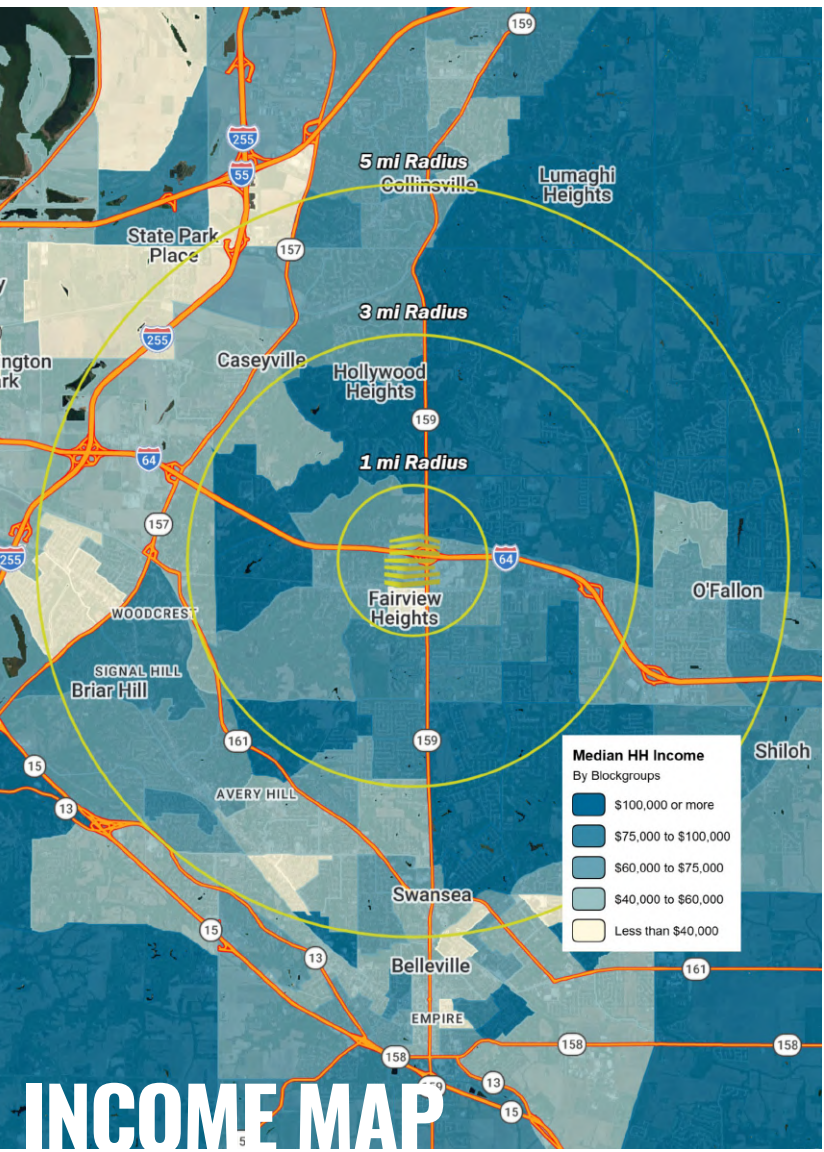 159
255
55
5 mi Radius
Collinsville
Lumaghi
Heights
State Park
Place
157
3 mi Radius
255
ington
Caseyville
Hollywood
Heights
159
64
1 mi Radius
157
255
64
Fairview
Heights
O'Fallon
WOODCREST
SIGNAL HILL
Briar Hill
161
159
15
13
AVERY HILL
Shiloh
Median HH Income
By Blockgroups
$100,000 or more
$75,000 to $100,000
$60,000 to $75,000
$40,000 to $60,000
Less than $40,000
Swansea
15
13
Belleville
161
EMPIRE
158
158
158
159
13
15
INCOME MAP